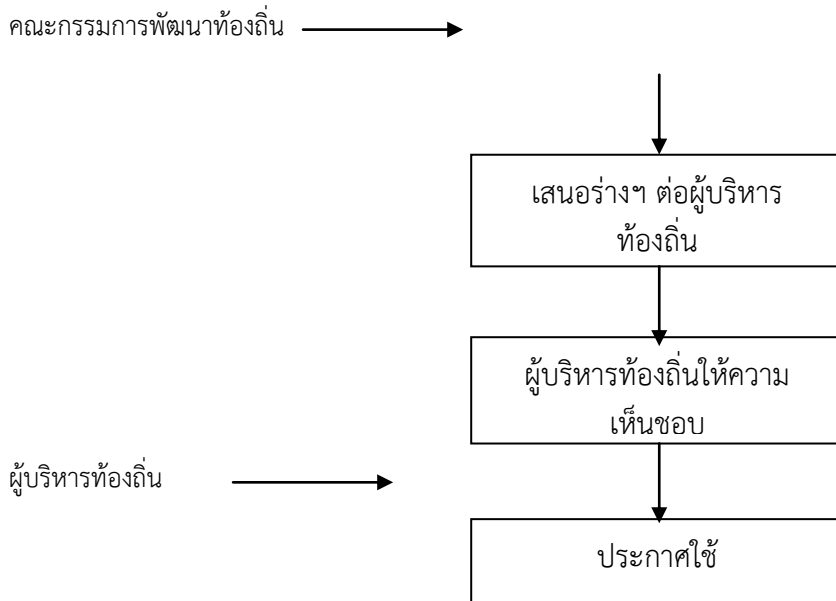 คณะกรรมการพัฒนาท้องถิ่น
เสนอร่างฯ ต่อผู้บริหาร
ท้องถิ่น
ผู้บริหารท้องถิ่นให้ความ
เห็นชอบ
ผู้บริหารท้องถิ่น
ประกาศใช้